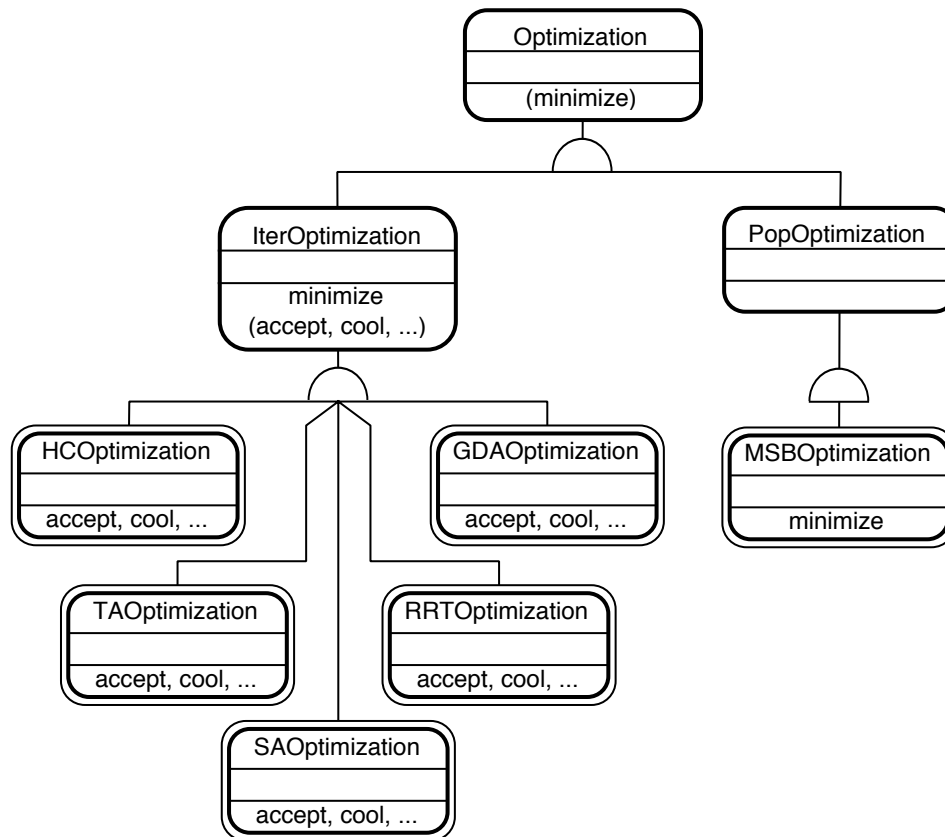 Optimization
(minimize)
IterOptimization
minimize
(accept, cool, ...)
PopOptimization
HCOptimization
accept, cool, ...
GDAOptimization
accept, cool, ...
MSBOptimization
minimize
TAOptimization
accept, cool, ...
RRTOptimization
accept, cool, ...
SAOptimization
accept, cool, ...